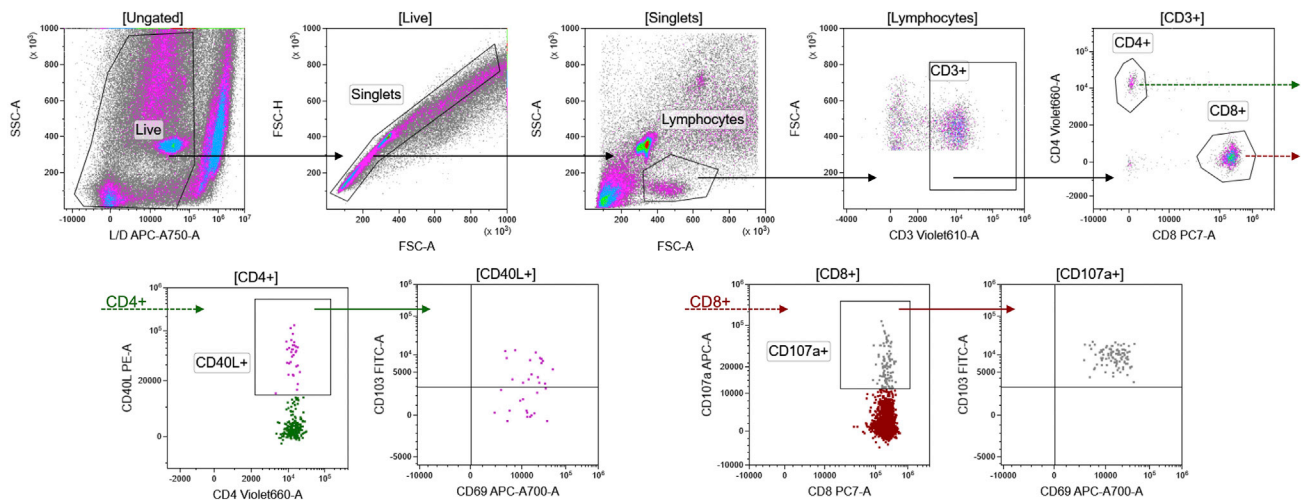 [Ungated]
(x 10³)
1000
800
600
400
200
SSC-A
Live
-10000
10000
10⁵
10⁶
10⁷
L/D APC-A750-A
[Live]
(x 10³)
1000
800
600
400
200
FSC-H
Singlets
200
400
600
800
1000
(x 10³)
FSC-A
[Singlets]
(x 10³)
1000
800
600
400
200
SSC-A
Lymphocytes
200
400
600
800
1000
(x 10³)
FSC-A
[Lymphocytes]
(x 10³)
1000
800
600
400
200
FSC-A
CD3+
-4000
0
10⁴
10⁵
10⁶
CD3 Violet610-A
[CD3+]
10⁵
10⁴
2000
0
-2000
CD4 Violet660-A
CD4+
CD8+
-10000
0
10⁵
10⁶
CD8 PC7-A
CD4+
[CD4+]
10⁶
10⁵
20000
0
CD40L PE-A
CD40L+
-2000
0
2000
10⁴
10⁵
10⁶
CD4 Violet660-A
[CD40L+]
10⁶
10⁵
10⁴
5000
0
-5000
CD103 FITC-A
-10000
0
10000
10⁵
10⁶
CD69 APC-A700-A
CD8+
[CD8+]
10⁶
10⁵
20000
10000
0
-10000
CD107a APC-A
CD107a+
-10000
0
10000
10⁵
10⁶
CD8 PC7-A
[CD107a+]
10⁶
10⁵
10⁴
5000
0
-5000
CD103 FITC-A
-10000
0
10000
10⁵
10⁶
CD69 APC-A700-A